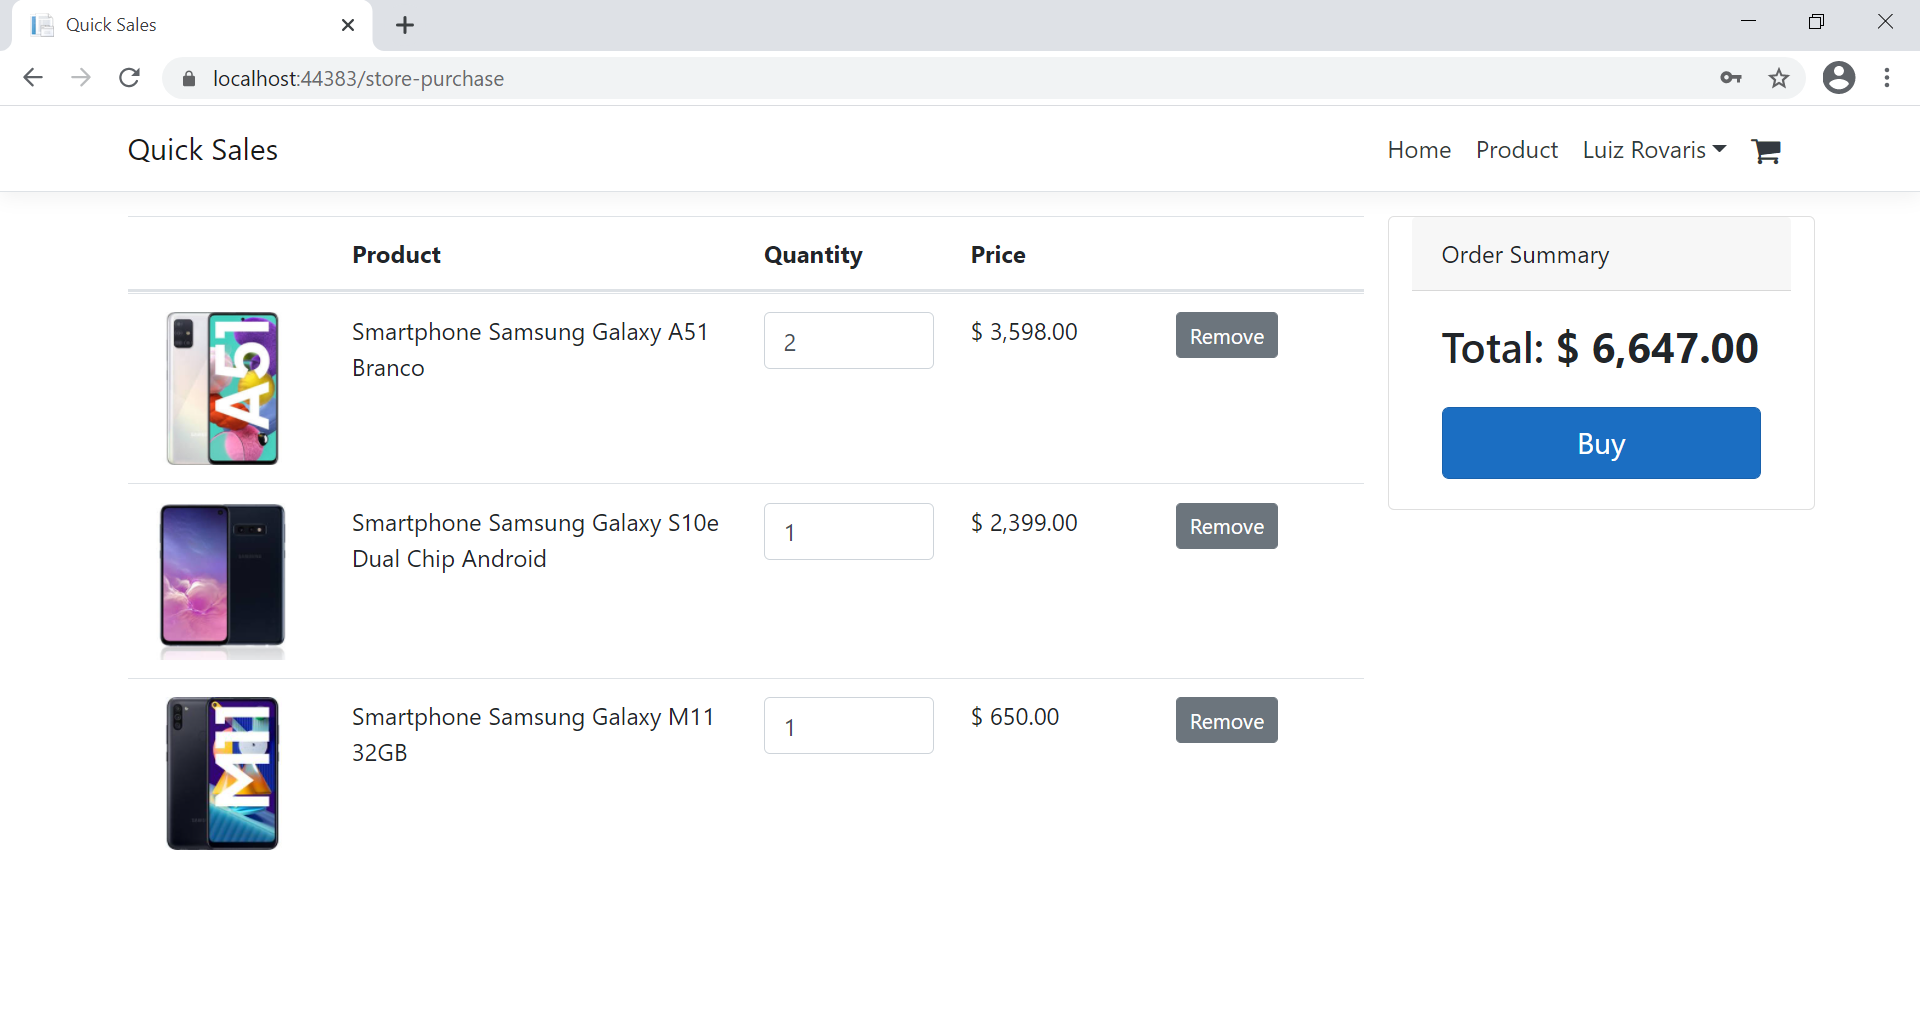 Quick Sales
localhost:44383/store-purchase
Quick Sales
Home Product Luiz Rovaris
Product Quantity Price
Order Summary
A51
Smartphone Samsung Galaxy A51
Branco
2
$ 3,598.00
Remove
Total: $ 6,647.00
Buy
Smartphone Samsung Galaxy S10e
Dual Chip Android
1
$ 2,399.00
Remove
M11
Smartphone Samsung Galaxy M11
32GB
1
$ 650.00
Remove